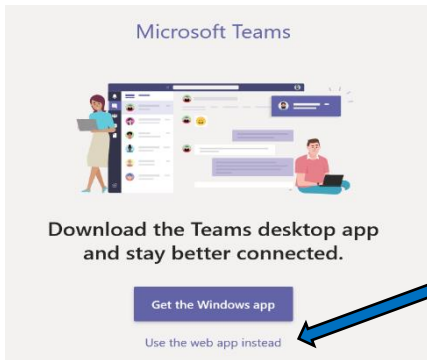 Microsoft Teams
Download the Teams desktop app
and stay better connected.
Get the Windows app
Use the web app instead